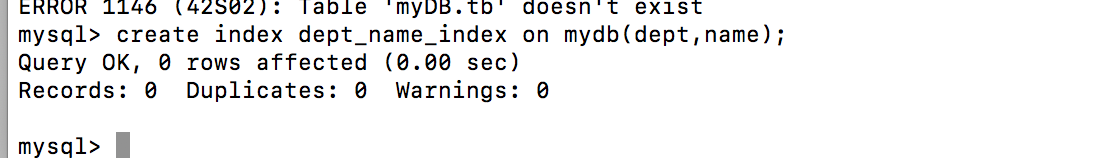 ERROR 1146 (42S02): Table 'myDB.tb' doesn't exist
mysql> create index dept_name_index on mydb(dept,name);
Query OK, 0 rows affected (0.00 sec)
Records: 0  Duplicates: 0  Warnings: 0
mysql>